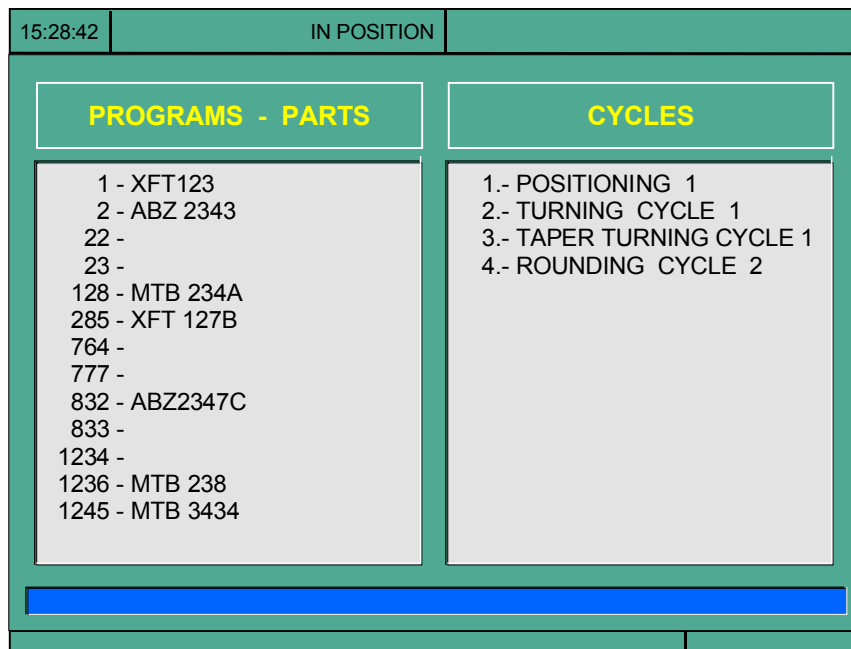 15:28:42 IN POSITION
PROGRAMS - PARTS
1 - XFT123
2 - ABZ 2343
22 -
23 -
128 - MTB 234A
285 - XFT 127B
764 -
777 -
832 - ABZ2347C
833 -
1234 -
1236 - MTB 238
1245 - MTB 3434
CYCLES
1.- POSITIONING 1
2.- TURNING CYCLE 1
3.- TAPER TURNING CYCLE 1
4.- ROUNDING CYCLE 2